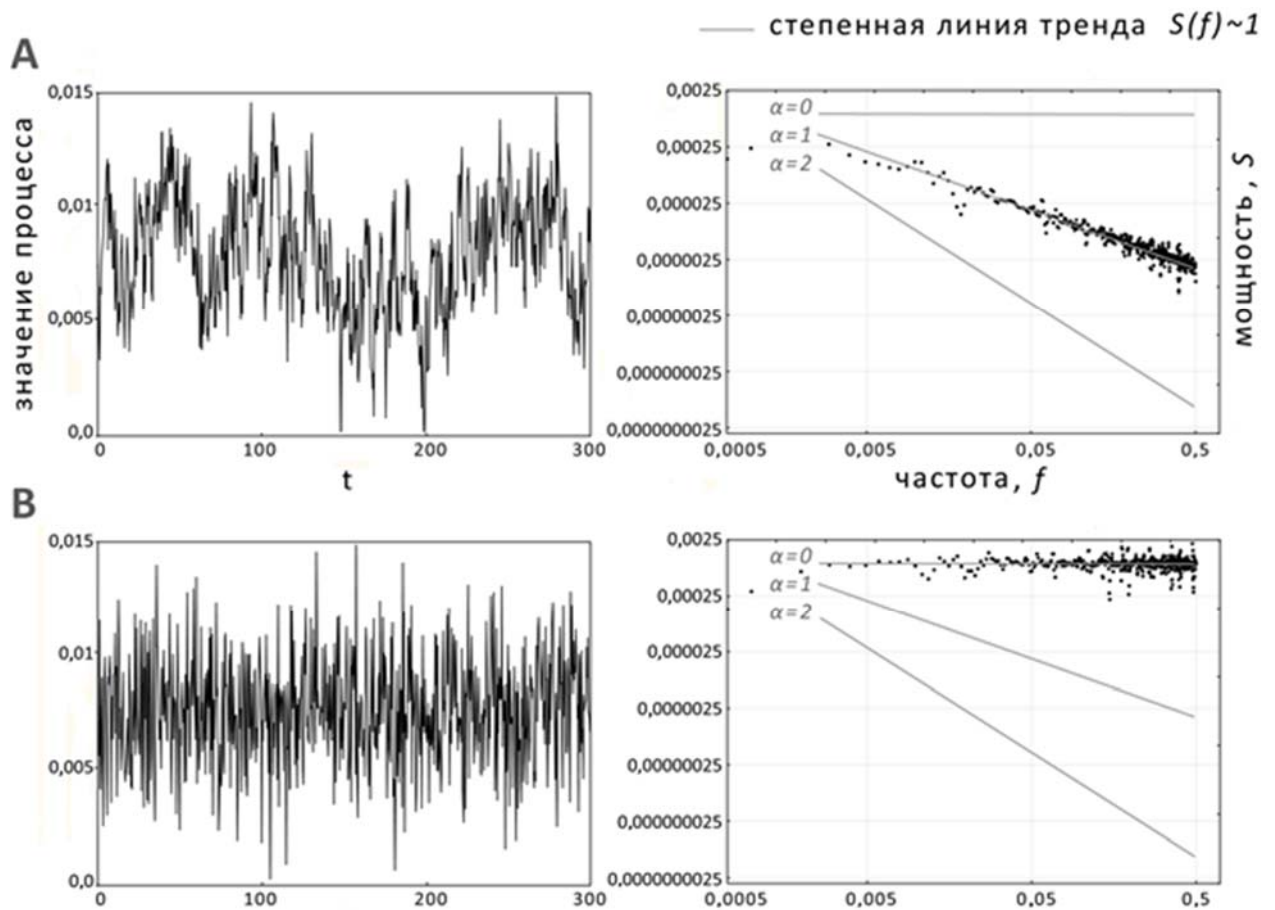 степенная линия тренда S(f)~1
A
значение процесса
0,015
0,01
0,005
0,0
0
100
200
300
t
0,0025
0,00025
0,000025
0,0000025
0,00000025
0,000000025
0,0000000025
α=0
α=1
α=2
0,0005
0,005
0,05
0,5
частота, f
мощность, S
B
0,015
0,01
0,005
0,0
0
100
200
300
0,0025
0,00025
0,000025
0,0000025
0,00000025
0,000000025
0,0000000025
α=0
α=1
α=2
0,0005
0,005
0,05
0,5